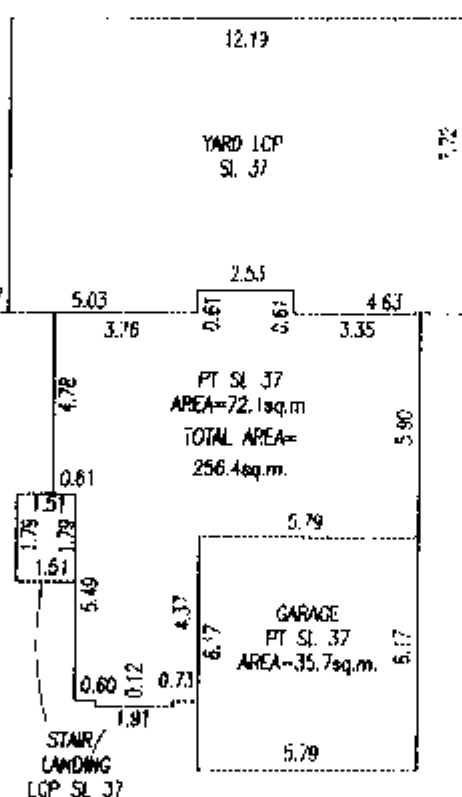 12.19
YARD LCP
SL 37
7.72
2.53
5.03
0.61
0.61
4.63
3.76
3.35
4.78
PT SL 37
AREA=72.1sq.m
TOTAL AREA=
256.4sq.m.
5.90
0.61
1.51
1.79
1.79
1.51
5.79
5.49
4.37
6.17
GARAGE
PT SL 37
AREA=35.7sq.m.
6.17
0.60
0.12
0.73
1.91
STAIR/
LANDING
LCP SL 37
5.79